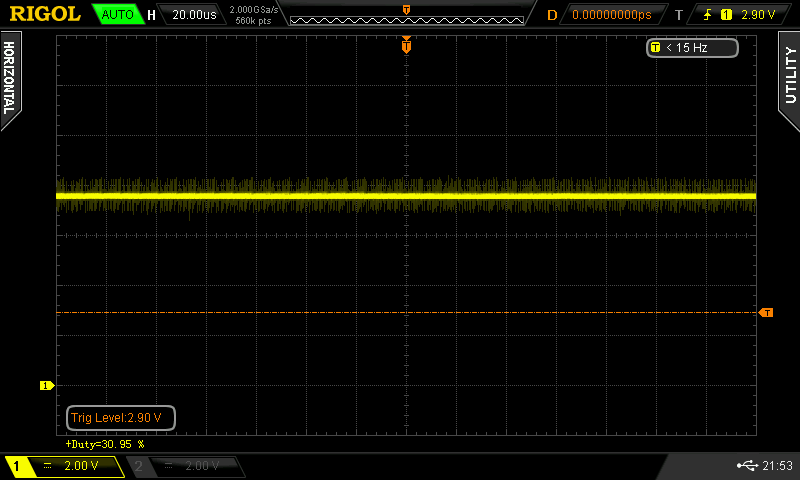 RIGOL AUTO H 20.00us 2.000GSa/s D 0.00000000ps T 1 2.90 V
560k pts
T
T
T < 15 Hz
HORIZONTAL
UTILITY
T
1
Trig Level:2.90 V
+Duty=30.95 %
1 2.00 V 2 2.00 V 21:53